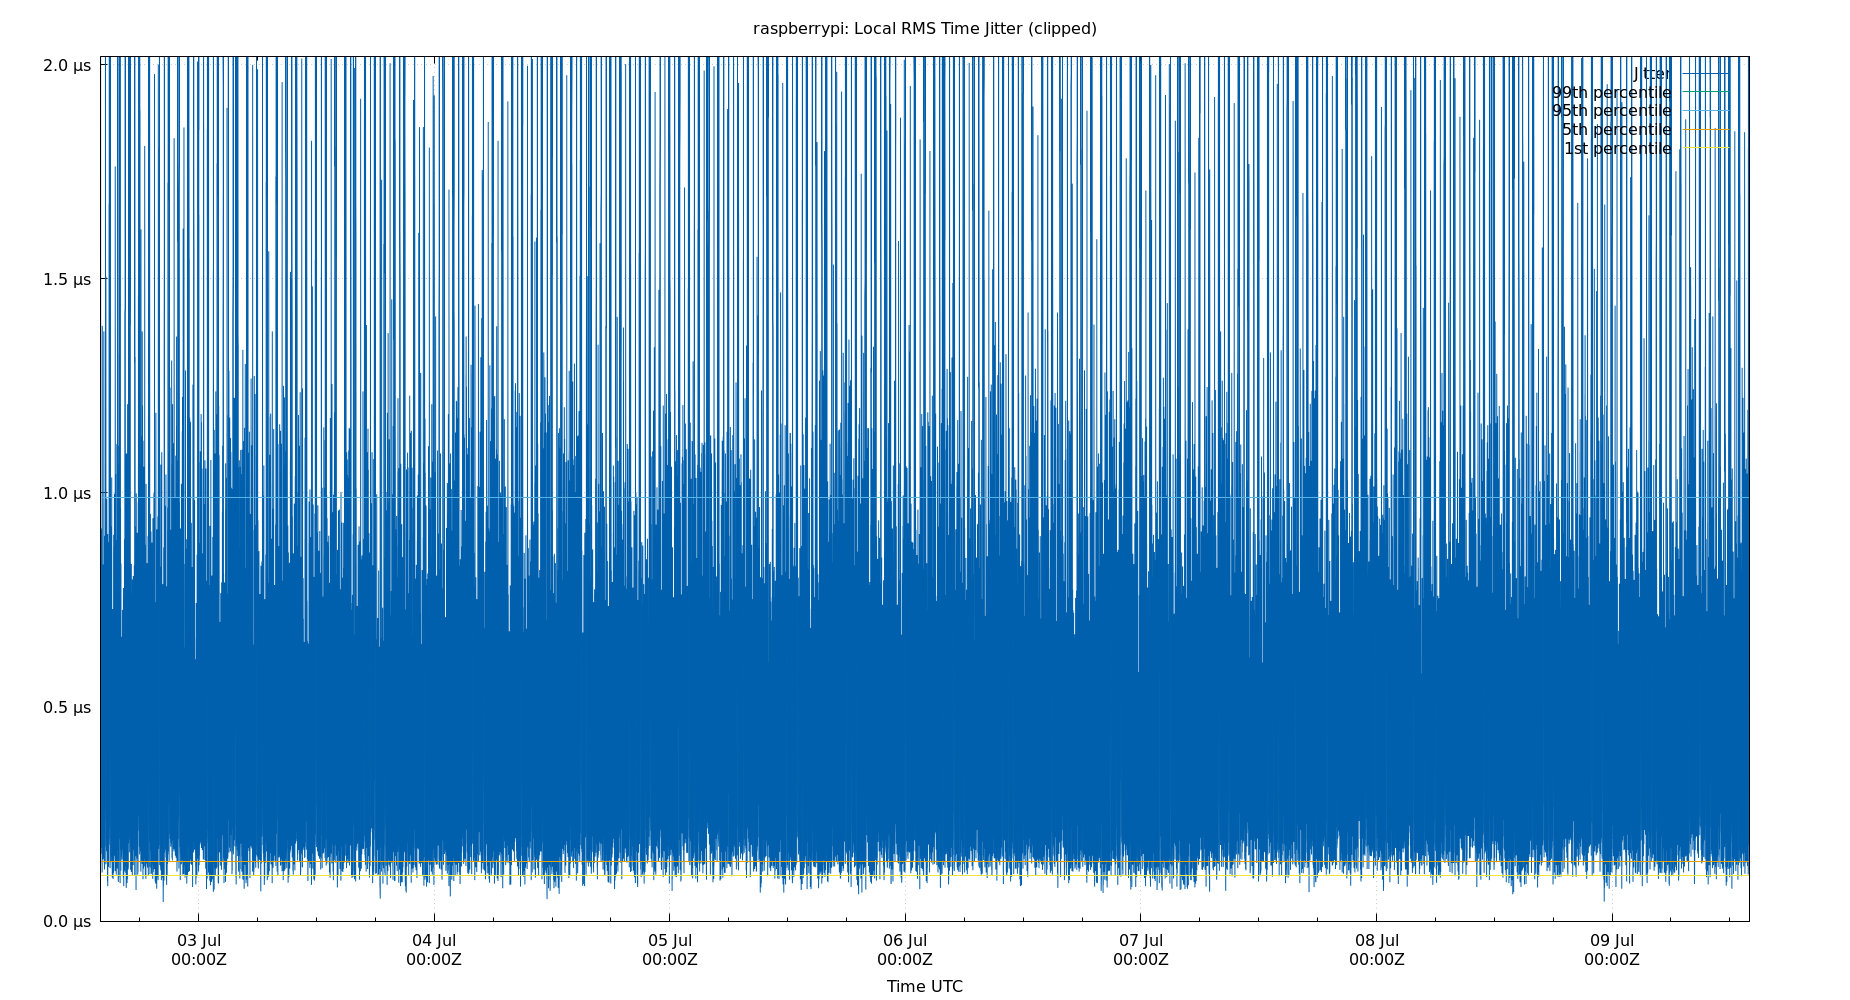 raspberrypi: Local RMS Time Jitter (clipped)
2.0 µs
1.5 µs
1.0 µs
0.5 µs
0.0 µs
Jitter
99th percentile
95th percentile
5th percentile
1st percentile
03 Jul
00:00Z
04 Jul
00:00Z
05 Jul
00:00Z
06 Jul
00:00Z
07 Jul
00:00Z
08 Jul
00:00Z
09 Jul
00:00Z
Time UTC